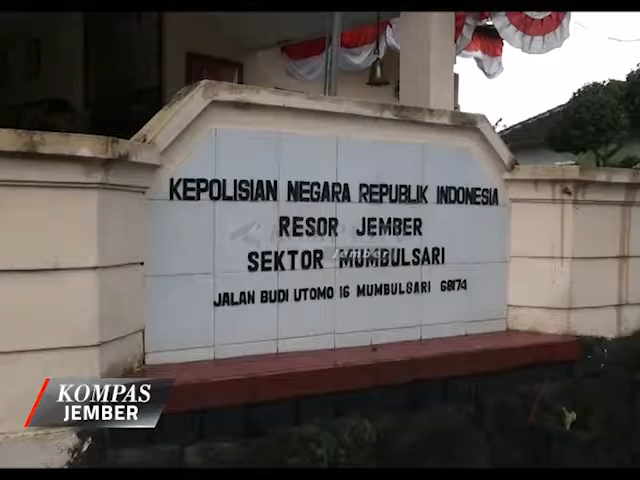 KEPOLISIAN NEGARA REPUBLIK INDONESIA
RESOR JEMBER
SEKTOR MUMBULSARI
JALAN BUDI UTOMO 16 MUMBULSARI 68174
KOMPAS
JEMBER